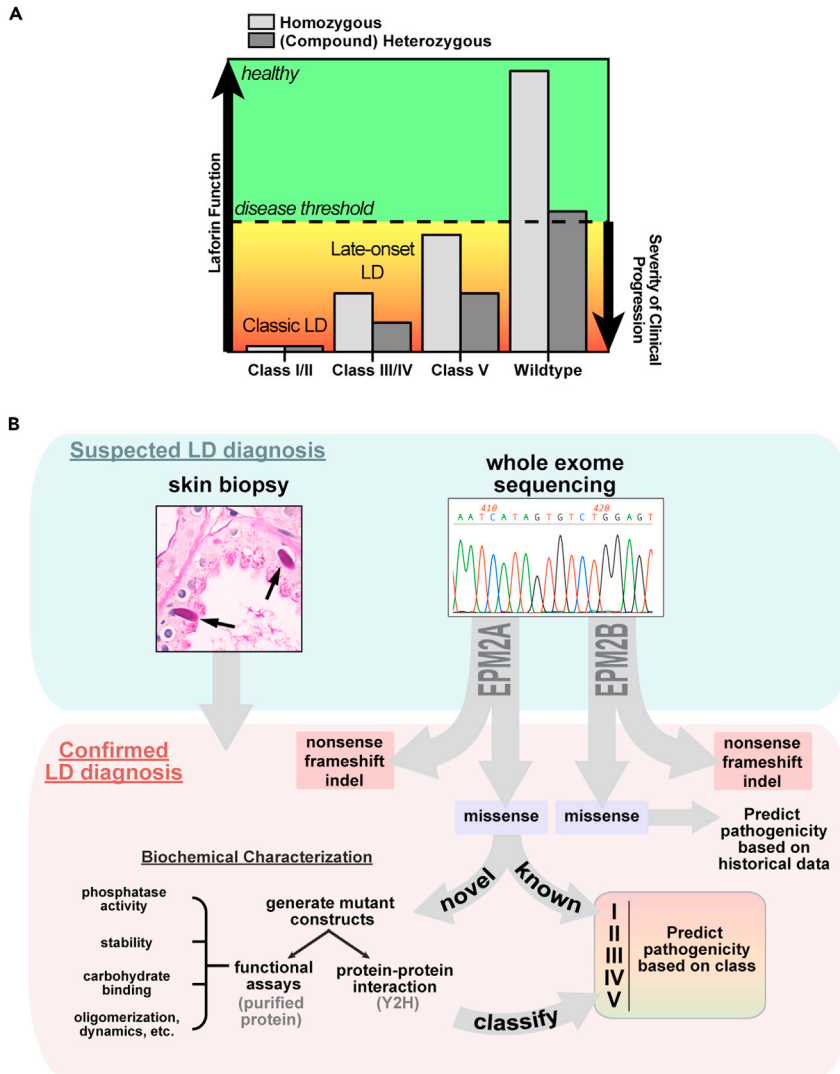 A
Homozygous
(Compound) Heterozygous
healthy
disease threshold
Late-onset
LD
Classic LD
Laforin Function
Severity of Clinical
Progression
Class I/II
Class III/IV
Class V
Wildtype
B
Suspected LD diagnosis
skin biopsy
whole exome
sequencing
410
420
A A T C A T A G T G T C T G G A G T
EPM2A
EPM2B
Confirmed
LD diagnosis
nonsense
frameshift
indel
nonsense
frameshift
indel
missense
missense
Predict
pathogenicity
based on
historical data
Biochemical Characterization
novel
known
phosphatase
activity
stability
carbohydrate
binding
oligomerization,
dynamics, etc.
generate mutant
constructs
functional
assays
(purified
protein)
protein-protein
interaction
(Y2H)
classify
I
II
III
IV
V
Predict
pathogenicity
based on class